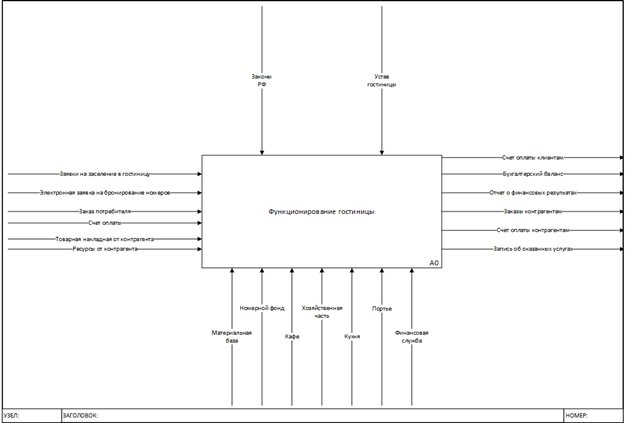 Законы
РФ
Устав
гостиницы
Заявки на заселение в гостиницу
Электронная заявка на бронирование номеров
Заказ потребителя
Счет оплаты
Товарная накладная от контрагента
Ресурсы от контрагента
Функционирование гостиницы
A0
Счет оплаты клиентам
Бухгалтерский баланс
Отчет о финансовых результатах
Заказы контрагентам
Счет оплаты контрагентам
Запись об оказанных услугах
Материальная
база
Номерной фонд
Кафе
Хозяйственная
часть
Кухня
Портье
Финансовая
служба
УЗЕЛ:
ЗАГОЛОВОК:
НОМЕР: